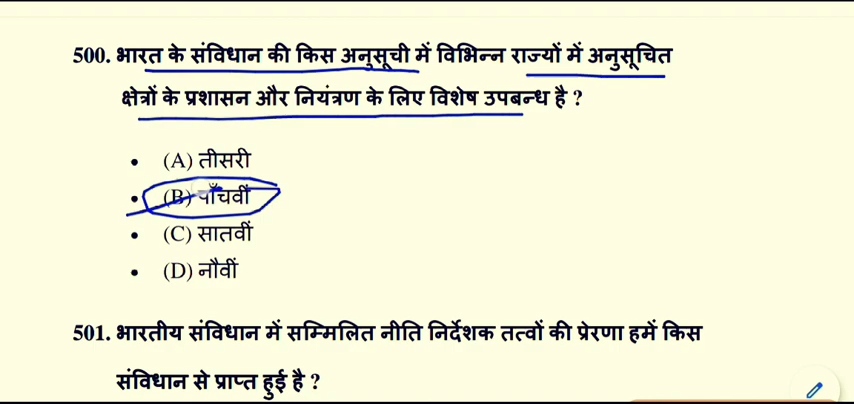 500. भारत के संविधान की किस अनुसूची में विभिन्न राज्यों में अनुसूचित
क्षेत्रों के प्रशासन और नियंत्रण के लिए विशेष उपबन्ध है ?
• (A) तीसरी
• (B) पाँचवीं
• (C) सातवीं
• (D) नौवीं
501. भारतीय संविधान में सम्मिलित नीति निर्देशक तत्वों की प्रेरणा हमें किस
संविधान से प्राप्त हुई है ?